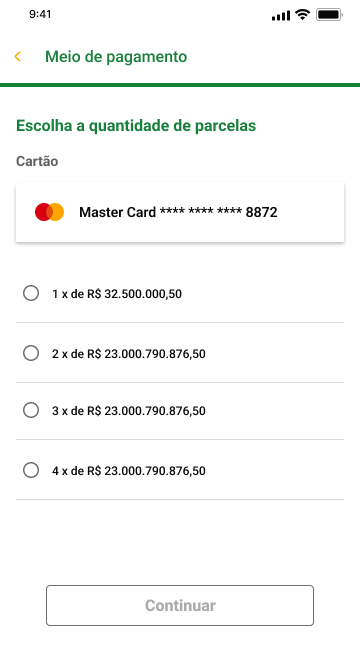 9:41
Meio de pagamento
Escolha a quantidade de parcelas
Cartão
Master Card **** **** **** 8872
1 x de R$ 32.500.000,50
2 x de R$ 23.000.790.876,50
3 x de R$ 23.000.790.876,50
4 x de R$ 23.000.790.876,50
Continuar